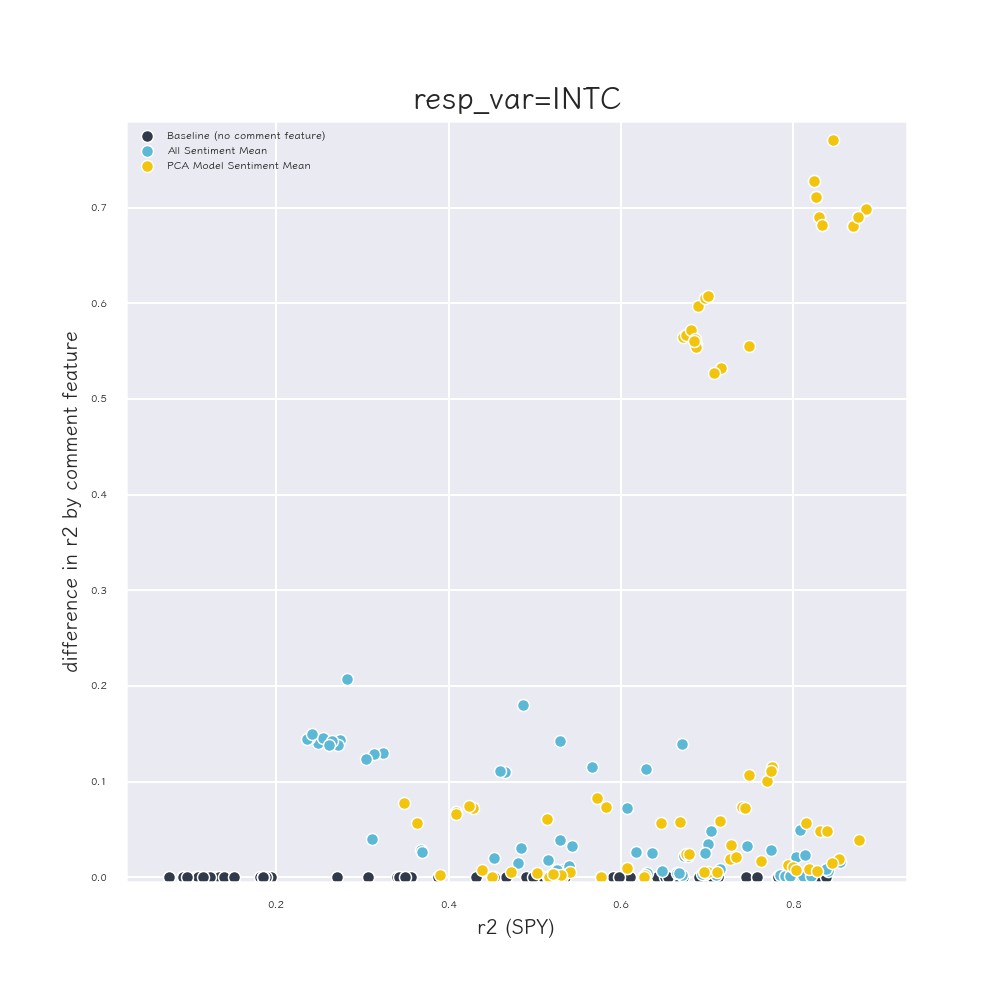 resp_var=INTC
Baseline (no comment feature)
All Sentiment Mean
PCA Model Sentiment Mean
difference in r2 by comment feature
0.7
0.6
0.5
0.4
0.3
0.2
0.1
0.0
0.2 0.4 0.6 0.8
r2 (SPY)